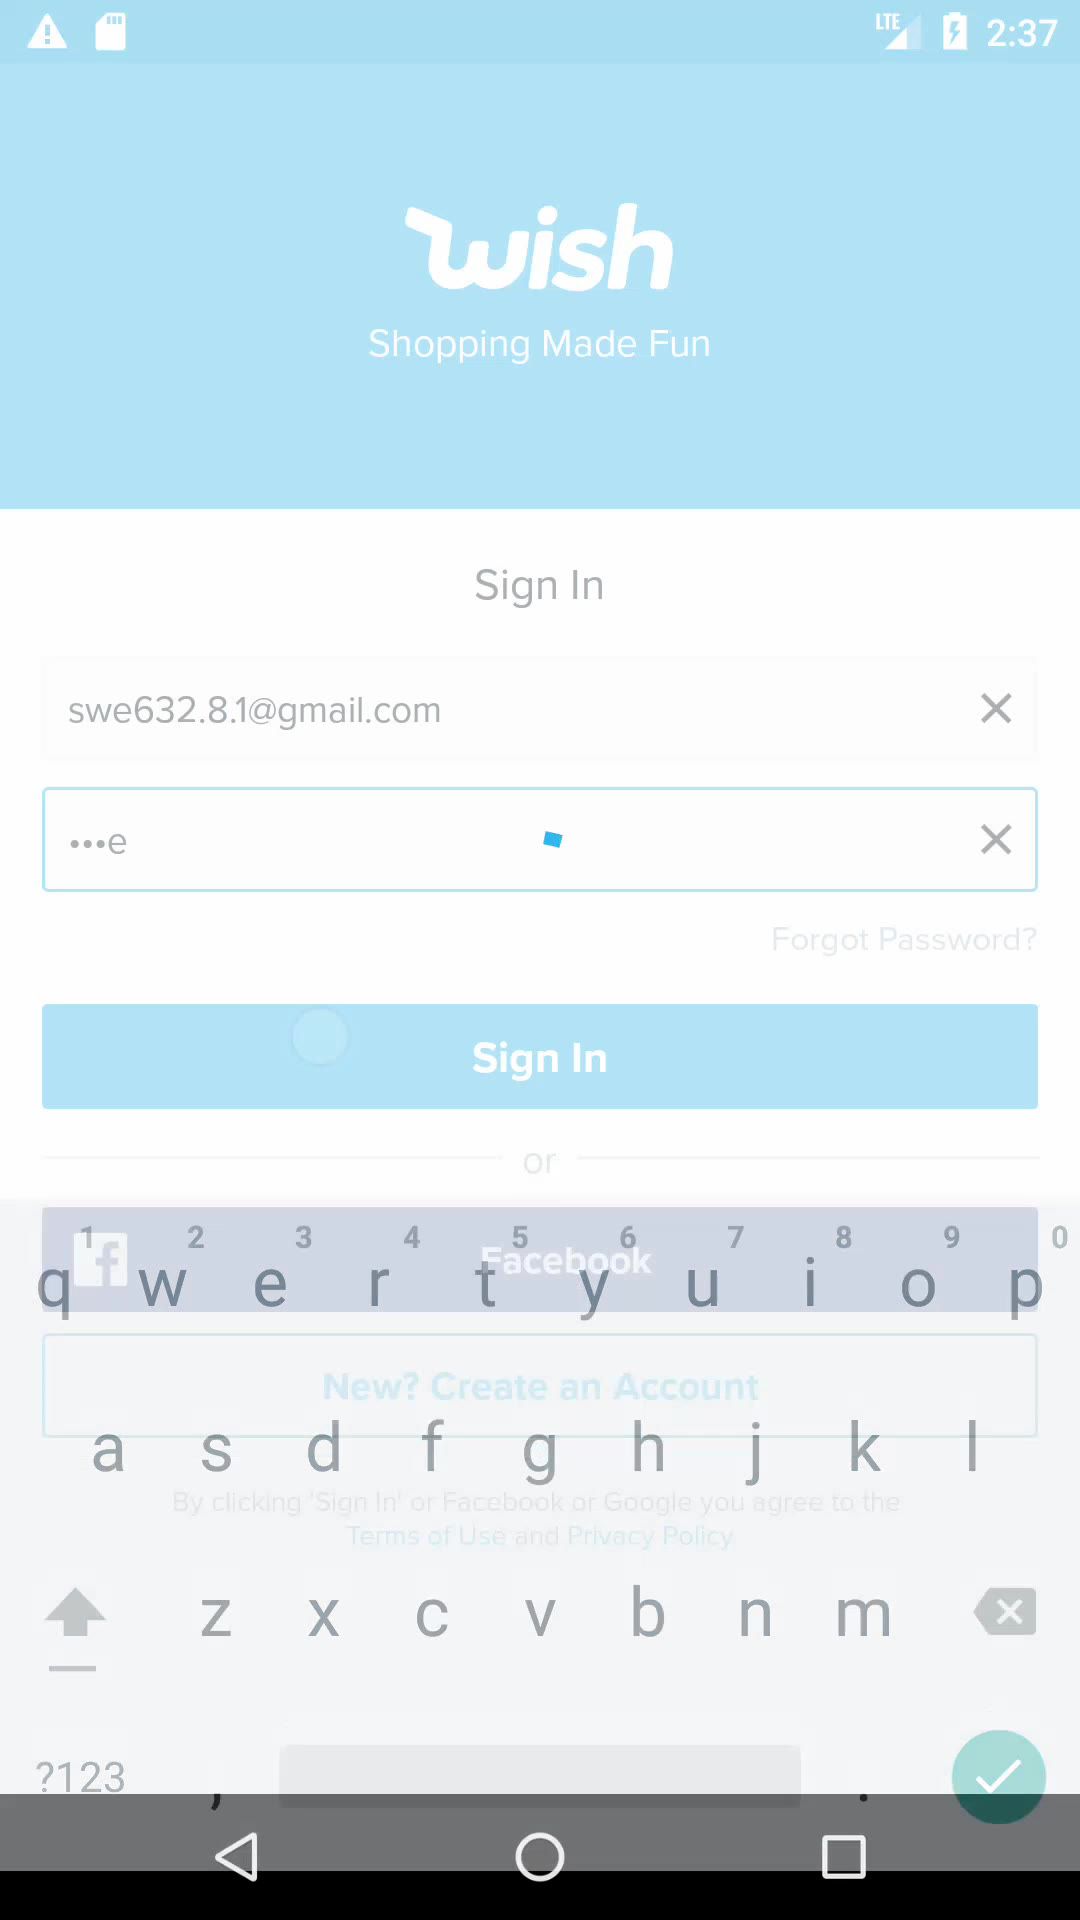 LTE 2:37
wish
Shopping Made Fun
Sign In
swe632.8.1@gmail.com
•••e
Forgot Password?
Sign In
or
Facebook
1 2 3 4 5 6 7 8 9 0
q w e r t y u i o p
New? Create an Account
a s d f g h j k l
By clicking 'Sign In' or Facebook or Google you agree to the
Terms of Use and Privacy Policy
z x c v b n m
?123 , .